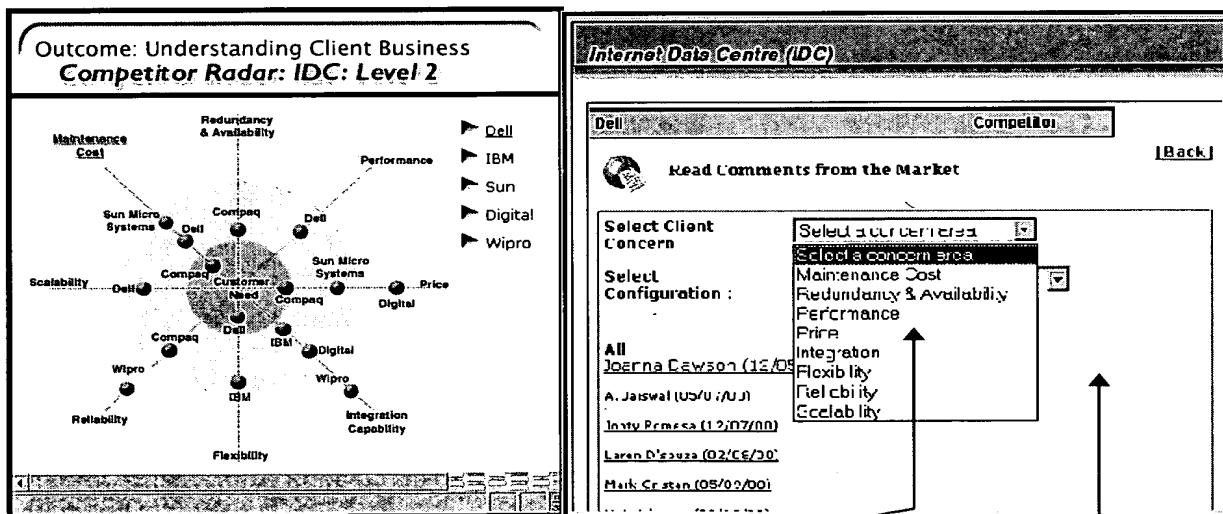 Outcome: Understanding Client Business
Competitor Radar: IDC: Level 2
Redundancy
& Availability
Maintenance
Cost
Performance
Sun Micro
Systems
Dell
Compaq
Dell
Compaq
Sun Micro
Systems
Scalability
Dell
Customer
Need
Compaq
Digital
Price
Dell
IBM
Compaq
Digital
Wipro
Wipro
IBM
Reliability
Integration
Capability
Flexibility
Dell
IBM
Sun
Digital
Wipro
Internet Data Centre (IDC)
Dell
Competitor
[Back]
Read Comments from the Market
Select Client
Concern
Select a concern area
Select a concern area
Maintenance Cost
Redundancy & Availability
Performance
Price
Integration
Flexibility
Reliability
Scalability
Select
Configuration :
All
Joanna Dawson
A. Jaiswal
Mark